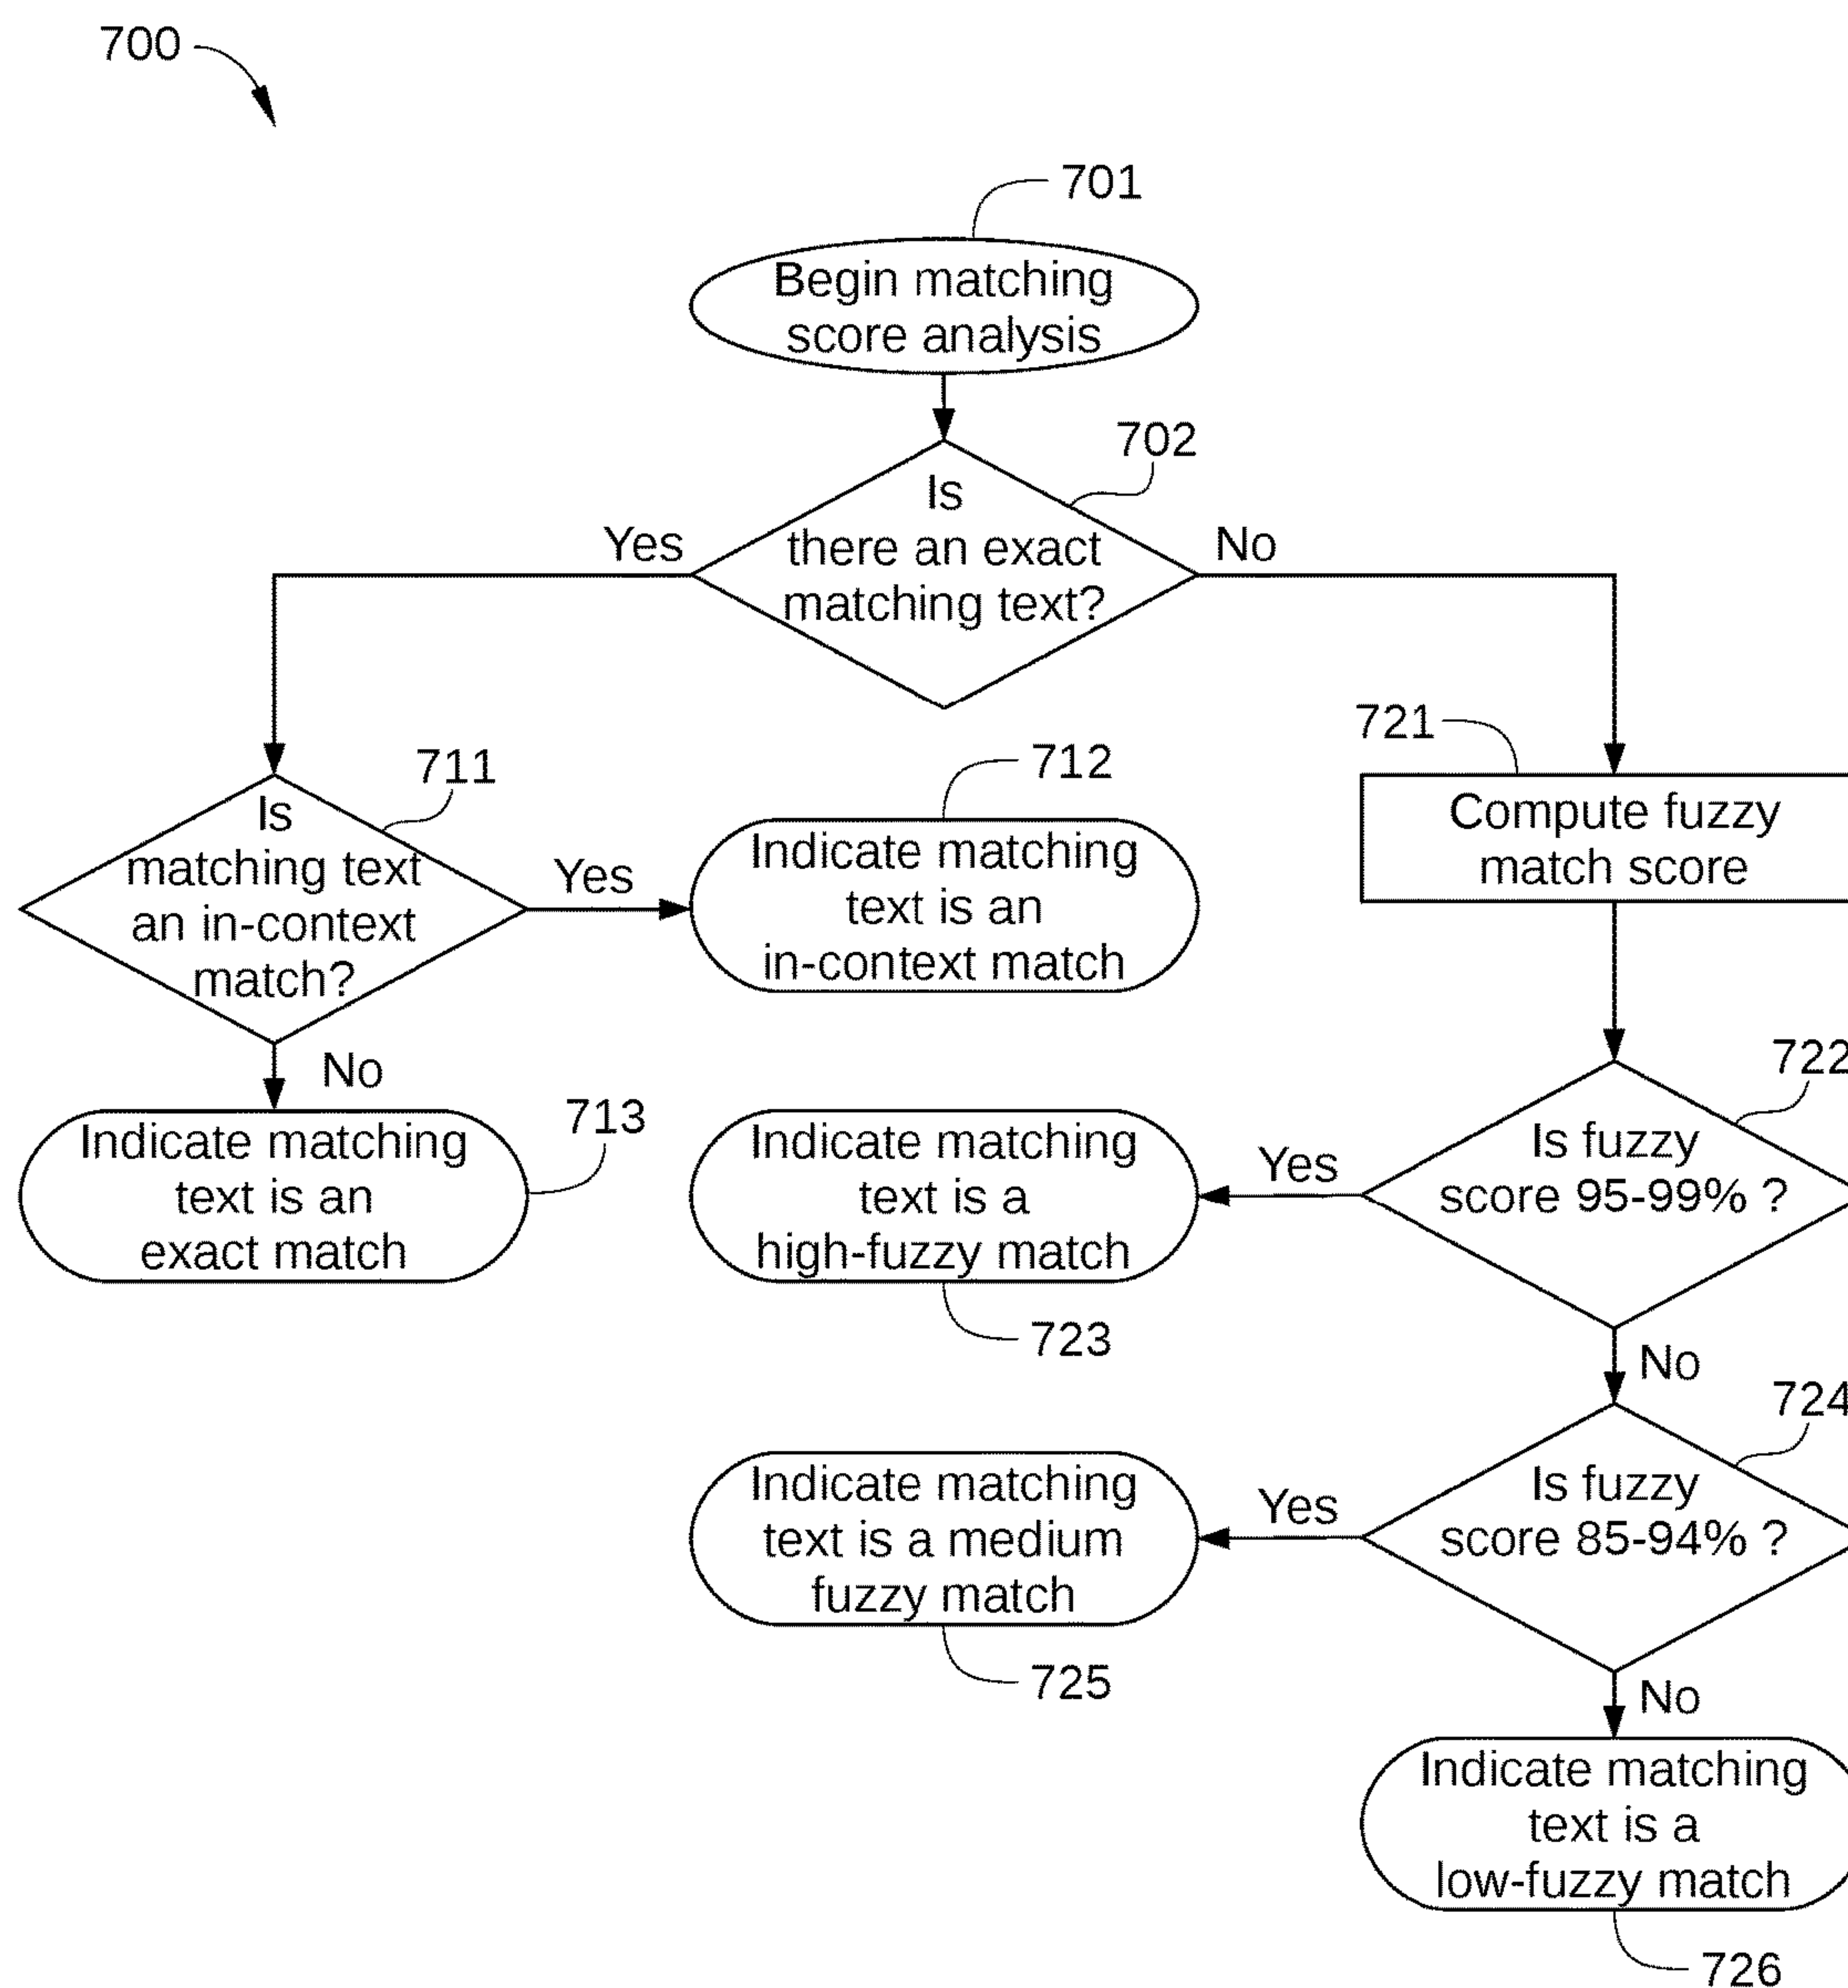 700
701
Begin matching
score analysis
702
Is
there an exact
matching text?
Yes
No
711
Is
matching text
an in-context
match?
Yes
No
712
Indicate matching
text is an
in-context match
721
Compute fuzzy
match score
713
Indicate matching
text is an
exact match
722
Is fuzzy
score 95-99% ?
Yes
No
Indicate matching
text is a
high-fuzzy match
723
724
Is fuzzy
score 85-94% ?
Yes
No
Indicate matching
text is a medium
fuzzy match
725
Indicate matching
text is a
low-fuzzy match
726